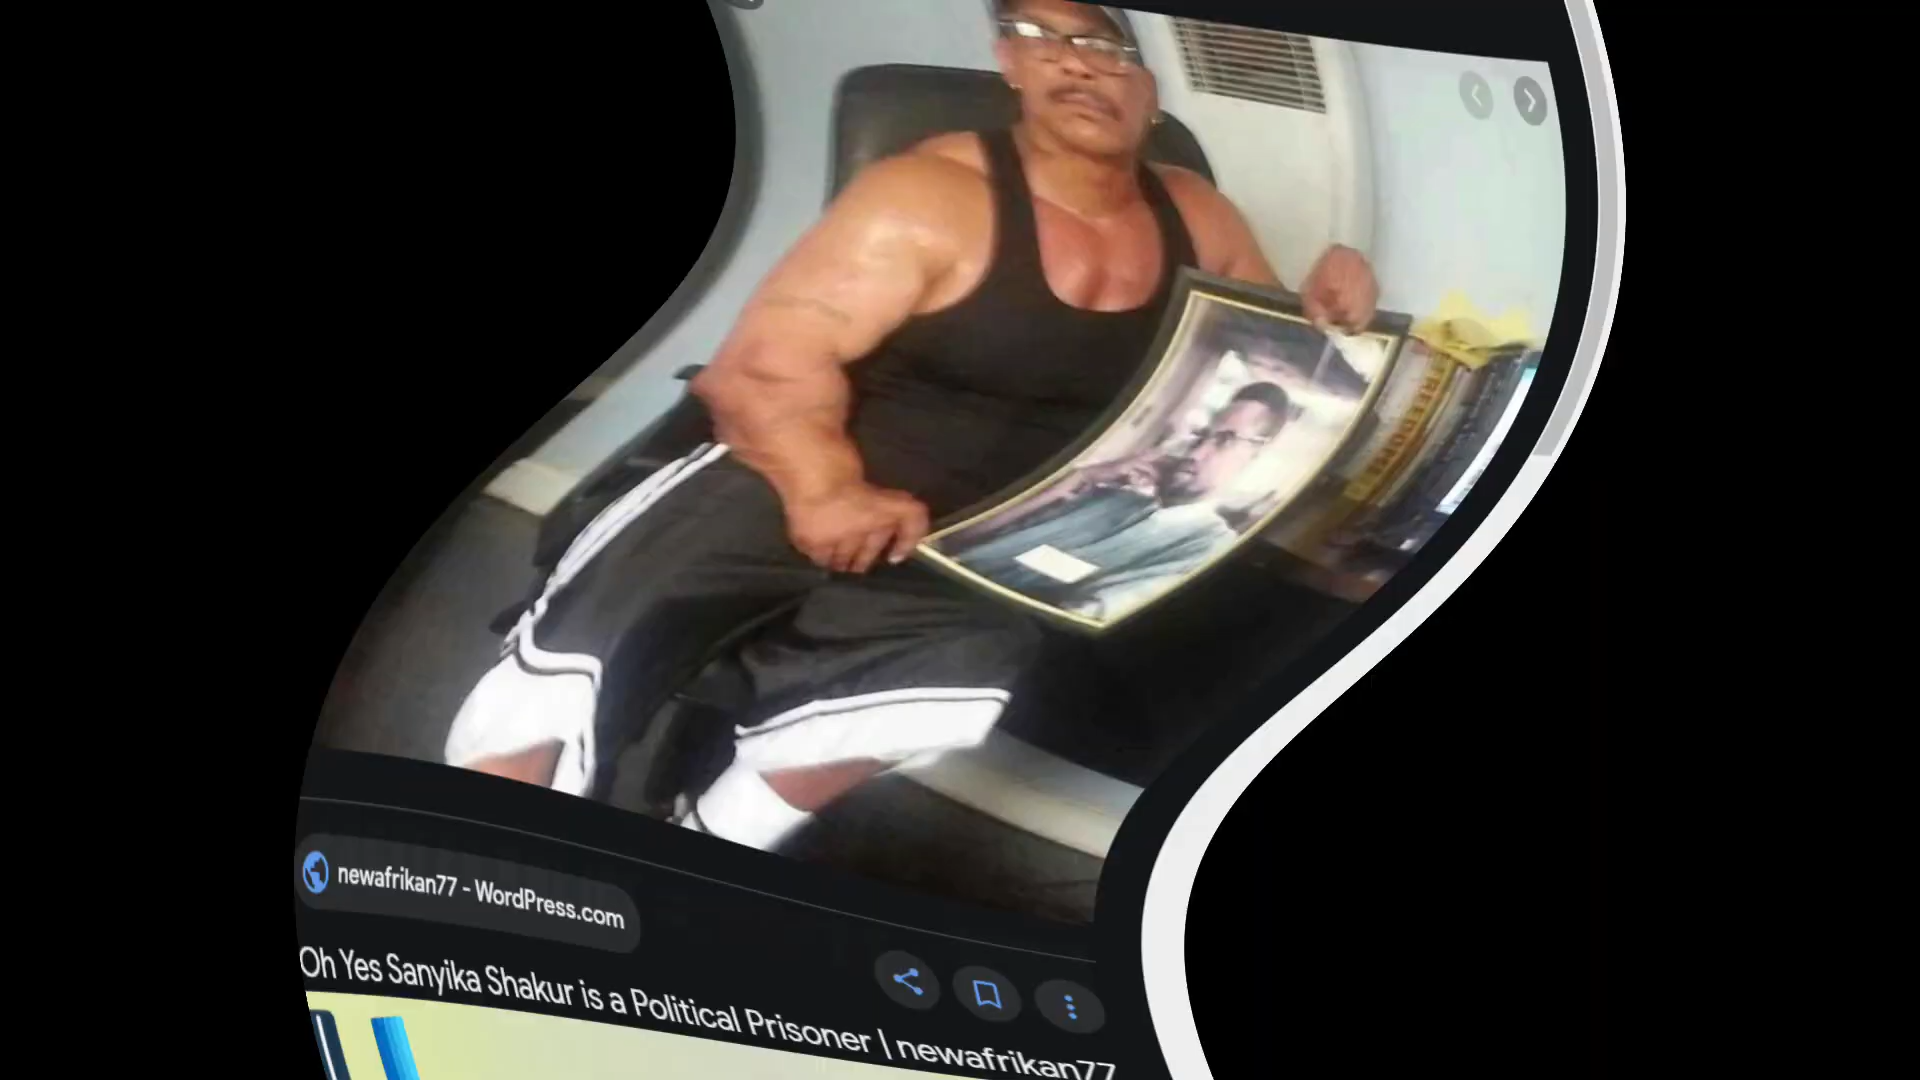 newafrikan77 - WordPress.com
Oh Yes Sanyika Shakur is a Political Prisoner | newafrikan77